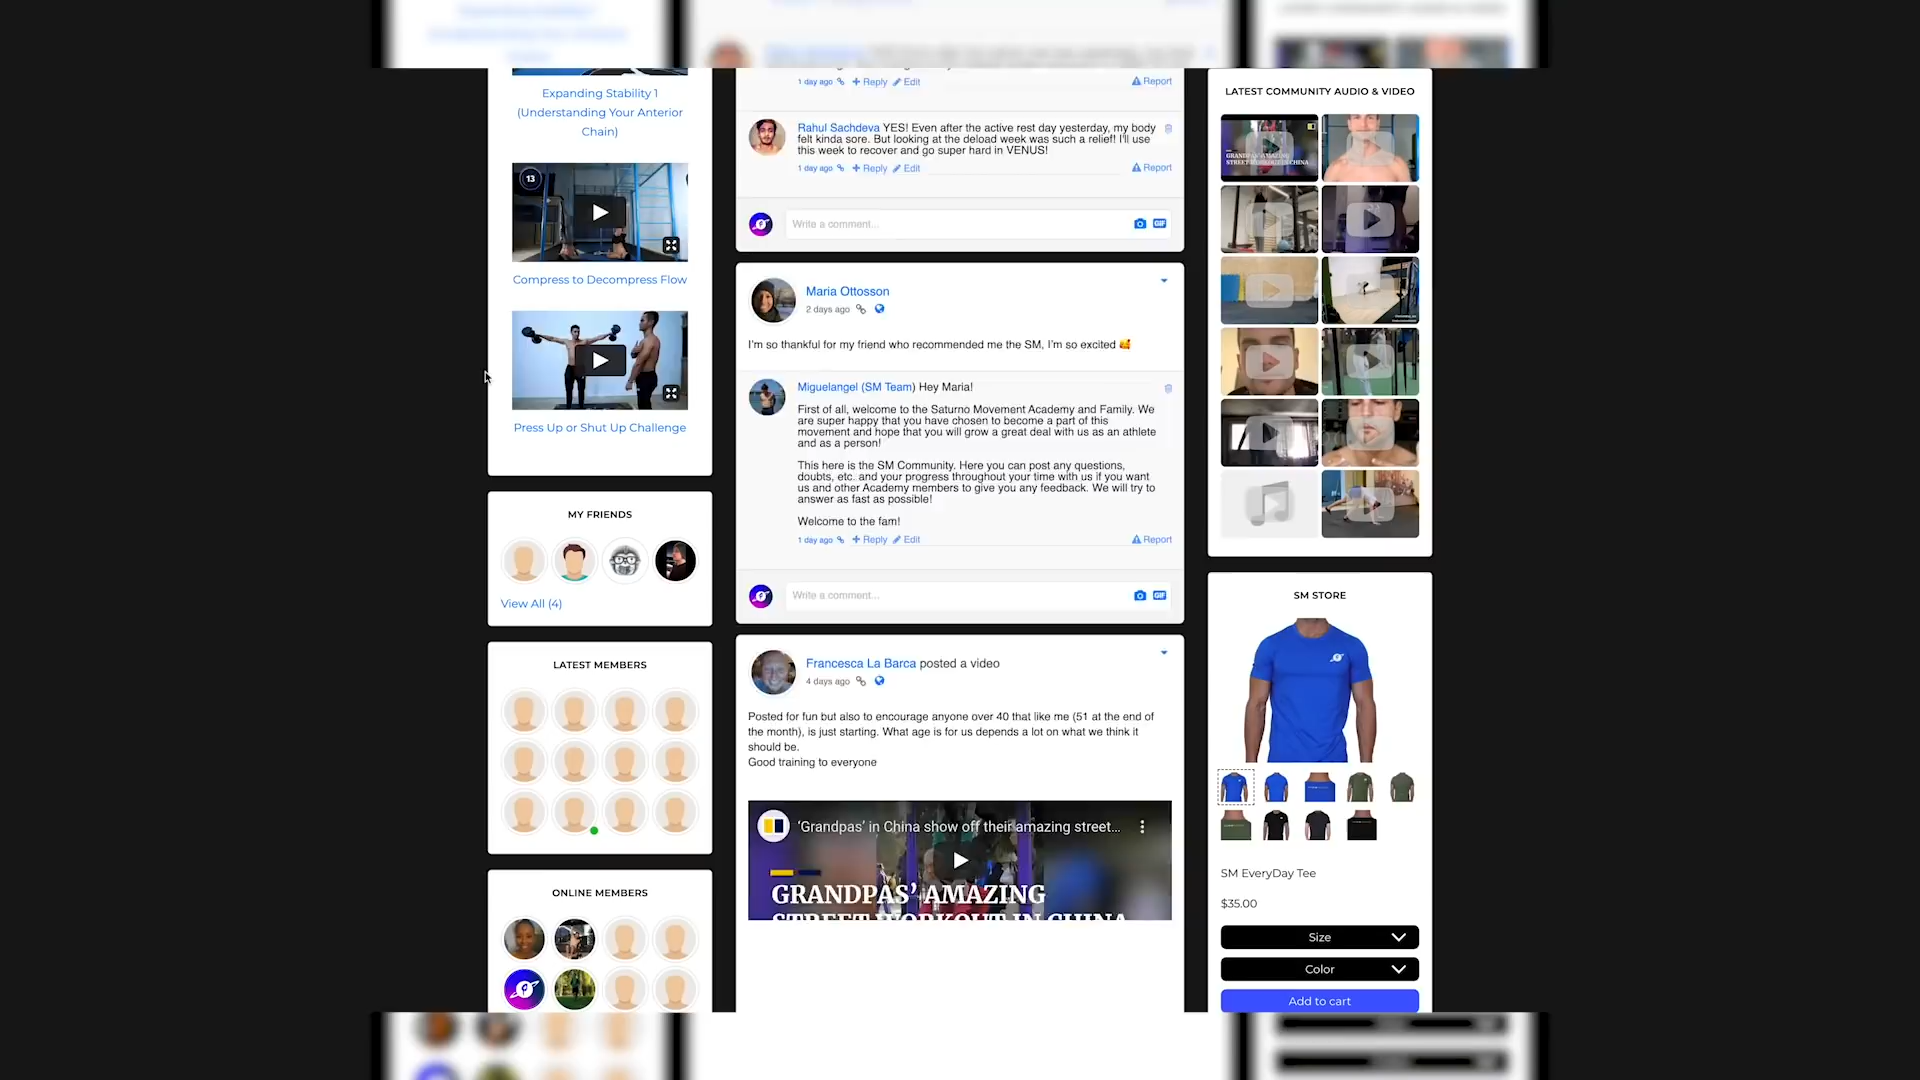 Expanding Stability 1
(Understanding Your Anterior
Chain)
13
Compress to Decompress Flow
Press Up or Shut Up Challenge
MY FRIENDS
View All (4)
LATEST MEMBERS
ONLINE MEMBERS
1 day ago Reply Edit Report
Rahul Sachdeva YES! Even after the active rest day yesterday, my body
felt kinda sore. But looking at the deload week was such a relief! I'll use
this week to recover and go super hard in VENUS!
1 day ago Reply Edit Report
Write a comment... GIF
Maria Ottosson
2 days ago
I'm so thankful for my friend who recommended me the SM, I'm so excited 🥰
Miguelangel (SM Team) Hey Maria!
First of all, welcome to the Saturno Movement Academy and Family. We
are super happy that you have chosen to become a part of this
movement and hope that you will grow a great deal with us as an athlete
and as a person!
This here is the SM Community. Here you can post any questions,
doubts, etc. and your progress throughout your time with us if you want
us and other Academy members to give you any feedback. We will try to
answer as fast as possible!
Welcome to the fam!
1 day ago Reply Edit Report
Write a comment... GIF
Francesca La Barca posted a video
4 days ago
Posted for fun but also to encourage anyone over 40 that like me (51 at the end of
the month), is just starting. What age is for us depends a lot on what we think it
should be.
Good training to everyone
'Grandpas' in China show off their amazing street...
GRANDPAS' AMAZING
STREET WORKOUT IN CHINA
LATEST COMMUNITY AUDIO & VIDEO
GRANDPAS' AMAZING
STREET WORKOUT IN CHINA
SM STORE
SM EveryDay Tee
$35.00
Size
Color
Add to cart